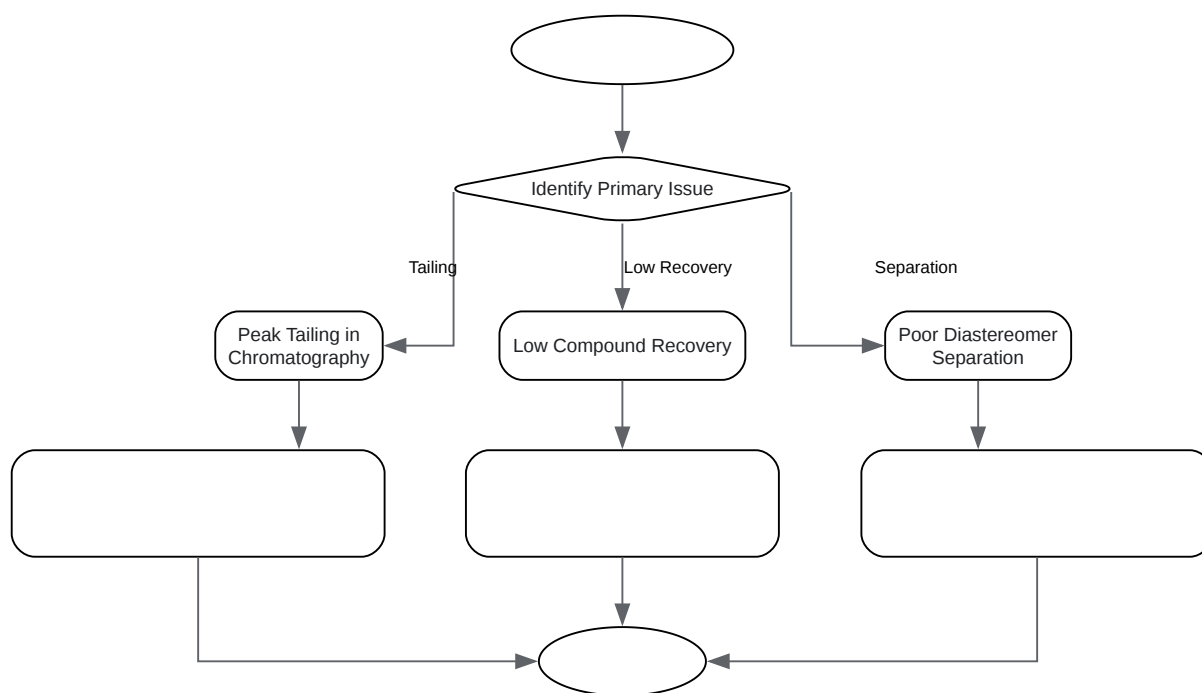 Identify Primary Issue
Tailing
Low Recovery
Separation
Peak Tailing in
Chromatography
Low Compound Recovery
Poor Diastereomer
Separation